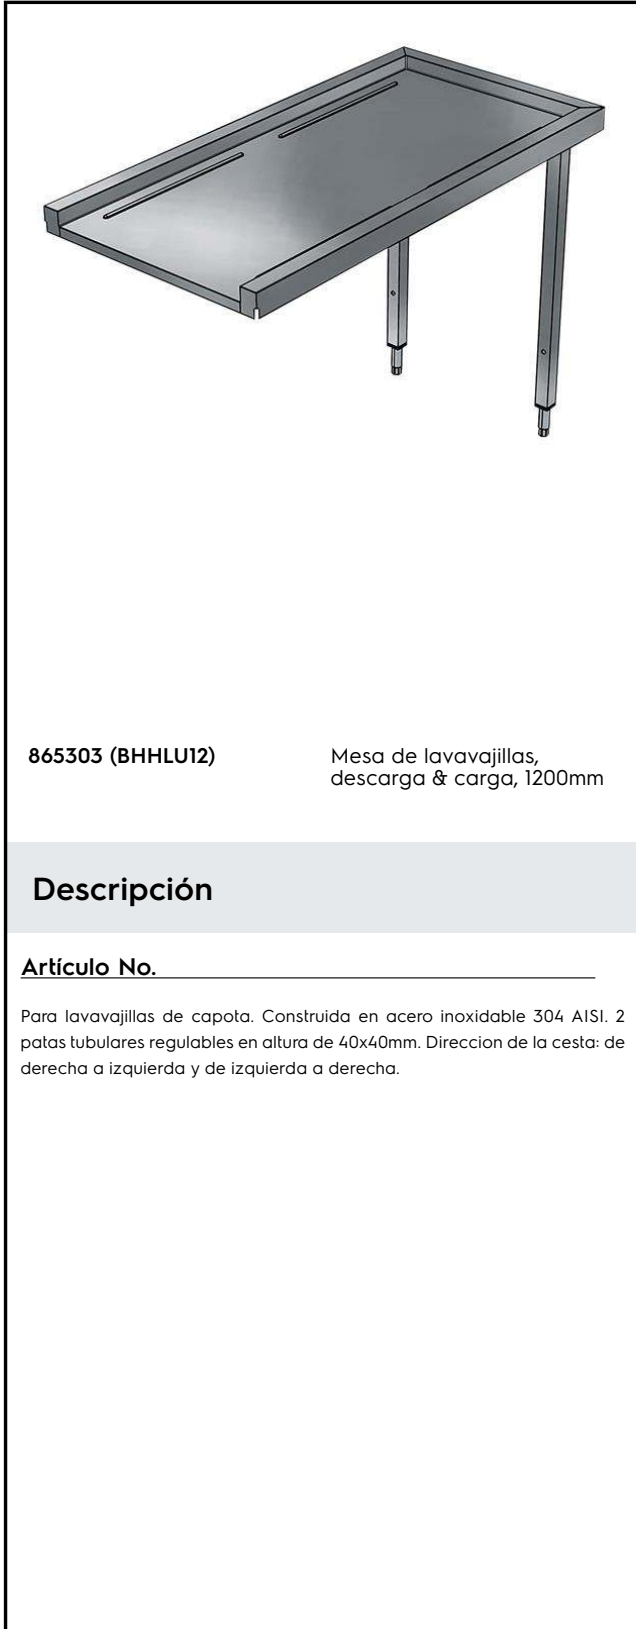 865303 (BHHLU12)
Mesa de lavavajillas,
descarga & carga, 1200mm
Descripción
Artículo No.
Para lavavajillas de capota. Construida en acero inoxidable 304 AISI. 2
patas tubulares regulables en altura de 40x40mm. Direccion de la cesta: de
derecha a izquierda y de izquierda a derecha.